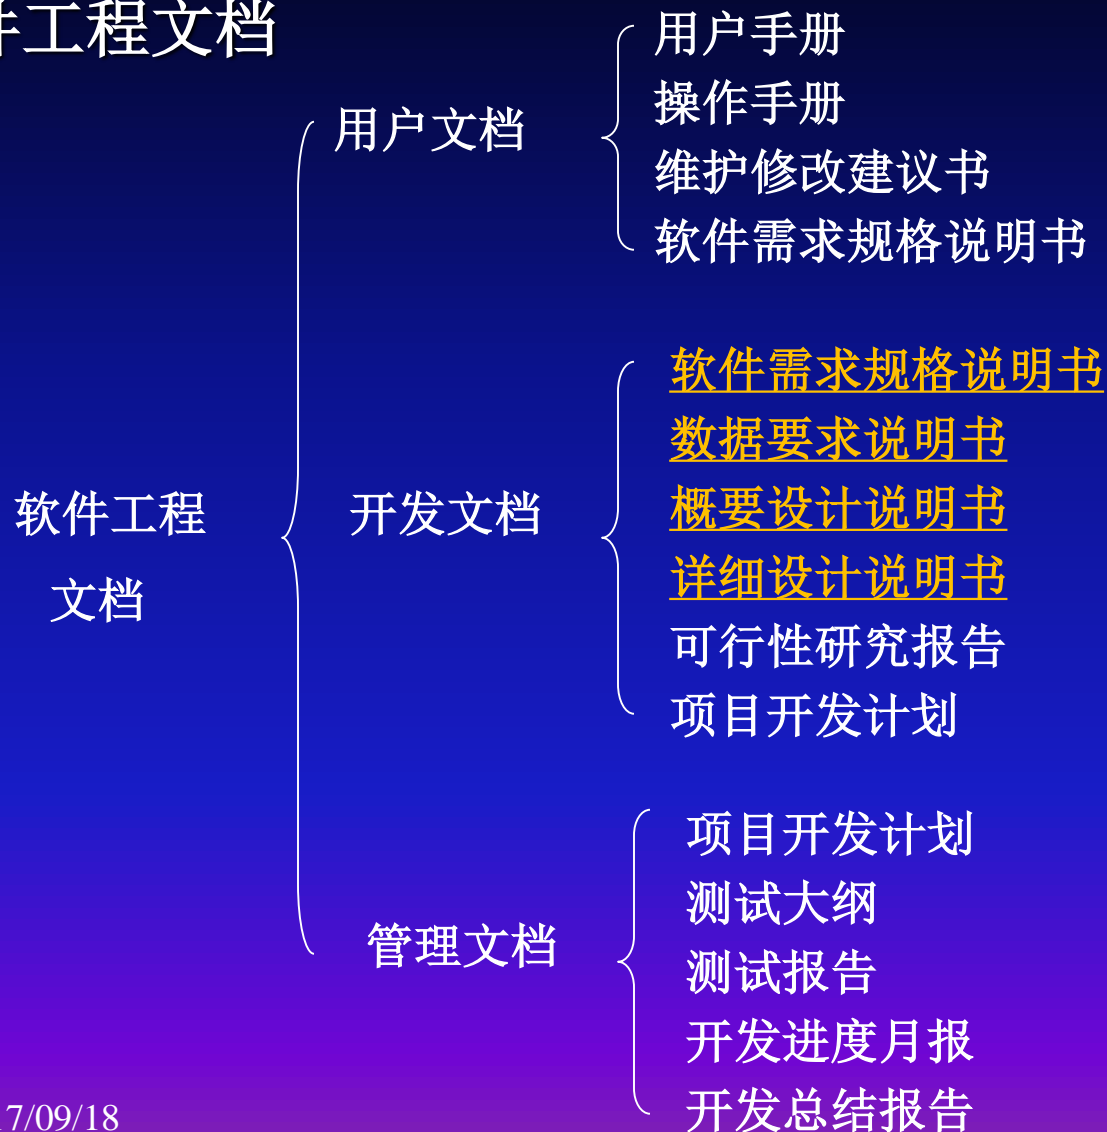 件工程文档
用户文档
用户手册
操作手册
维护修改建议书
软件需求规格说明书
软件工程
文档
开发文档
软件需求规格说明书
数据要求说明书
概要设计说明书
详细设计说明书
可行性研究报告
项目开发计划
管理文档
项目开发计划
测试大纲
测试报告
开发进度月报
开发总结报告
17/09/18